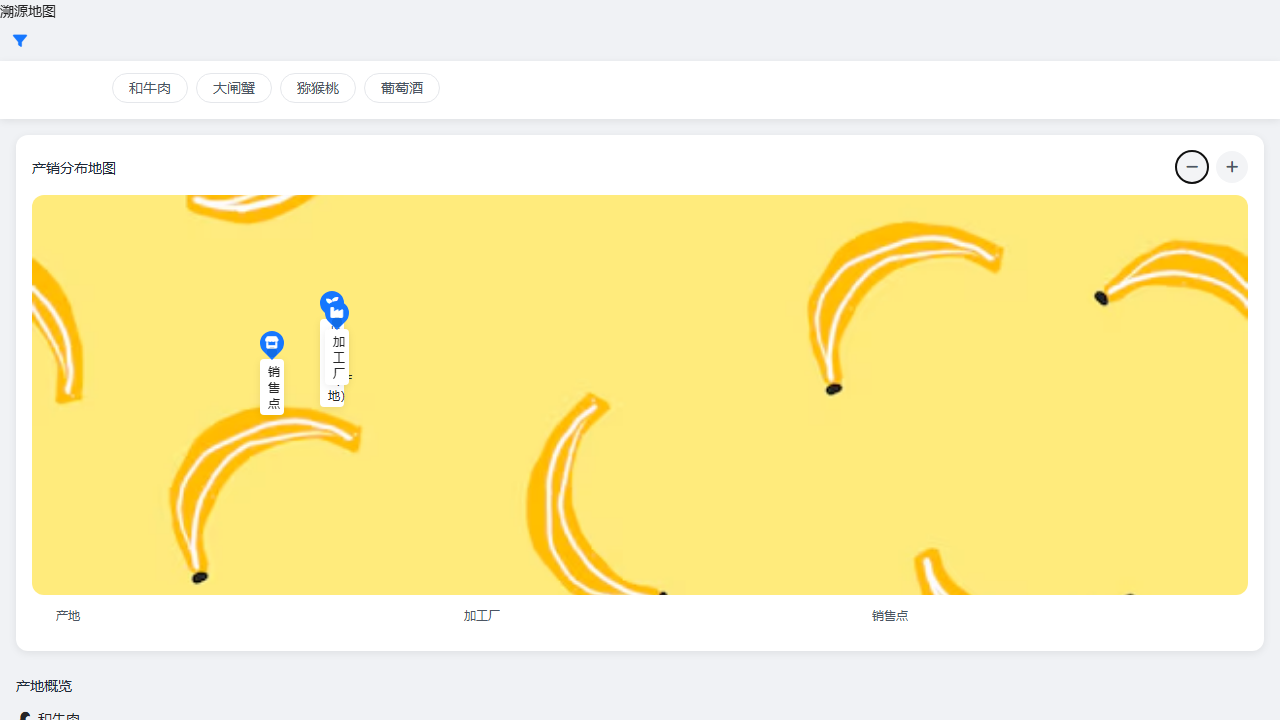 溯源地图
和牛肉
大闸蟹
猕猴桃
葡萄酒
产销分布地图
加
工
厂
地)
销
售
点
产地
加工厂
销售点
产地概览
和牛肉